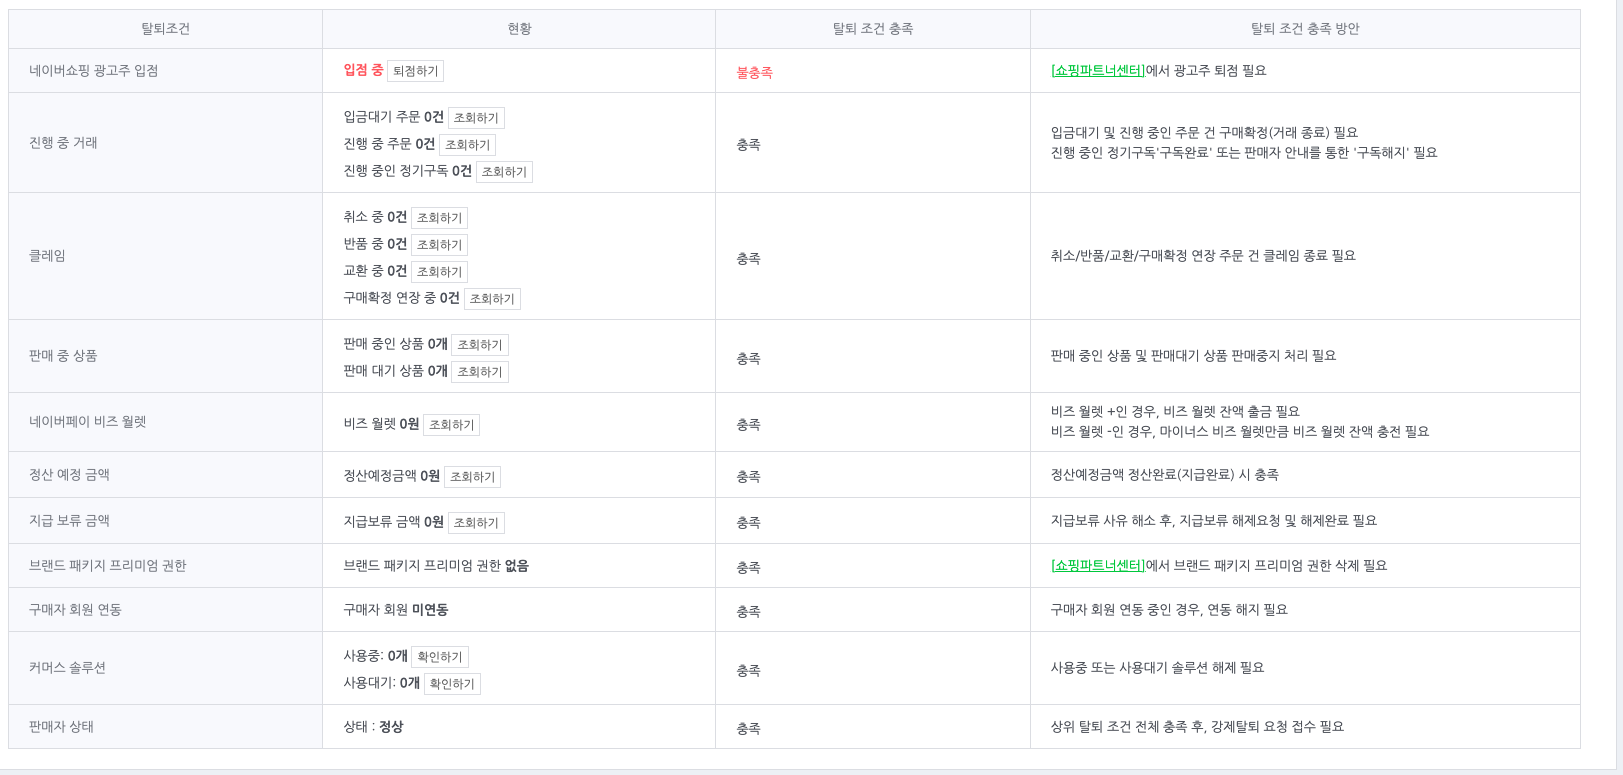 탈퇴조건 현황 탈퇴 조건 충족 탈퇴 조건 충족 방안
네이버쇼핑 광고주 입점 입점 중 퇴점하기 불충족 [쇼핑파트너센터]에서 광고주 퇴점 필요
진행 중 거래
입금대기 주문 0건 조회하기
진행 중 주문 0건 조회하기
진행 중인 정기구독 0건 조회하기
충족
입금대기 및 진행 중인 주문 건 구매확정(거래 종료) 필요
진행 중인 정기구독'구독완료' 또는 판매자 안내를 통한 '구독해지' 필요
클레임
취소 중 0건 조회하기
반품 중 0건 조회하기
교환 중 0건 조회하기
구매확정 연장 중 0건 조회하기
충족
취소/반품/교환/구매확정 연장 주문 건 클레임 종료 필요
판매 중 상품
판매 중인 상품 0개 조회하기
판매 대기 상품 0개 조회하기
충족
판매 중인 상품 및 판매대기 상품 판매중지 처리 필요
네이버페이 비즈 월렛
비즈 월렛 0원 조회하기
충족
비즈 월렛 +인 경우, 비즈 월렛 잔액 출금 필요
비즈 월렛 -인 경우, 마이너스 비즈 월렛만큼 비즈 월렛 잔액 충전 필요
정산 예정 금액 정산예정금액 0원 조회하기 충족 정산예정금액 정산완료(지급완료) 시 충족
지급 보류 금액 지급보류 금액 0원 조회하기 충족 지급보류 사유 해소 후, 지급보류 해제요청 및 해제완료 필요
브랜드 패키지 프리미엄 권한 브랜드 패키지 프리미엄 권한 없음 충족 [쇼핑파트너센터]에서 브랜드 패키지 프리미엄 권한 삭제 필요
구매자 회원 연동 구매자 회원 미연동 충족 구매자 회원 연동 중인 경우, 연동 해지 필요
커머스 솔루션
사용중: 0개 확인하기
사용대기: 0개 확인하기
충족
사용중 또는 사용대기 솔루션 해제 필요
판매자 상태 상태 : 정상 충족 상위 탈퇴 조건 전체 충족 후, 강제탈퇴 요청 접수 필요